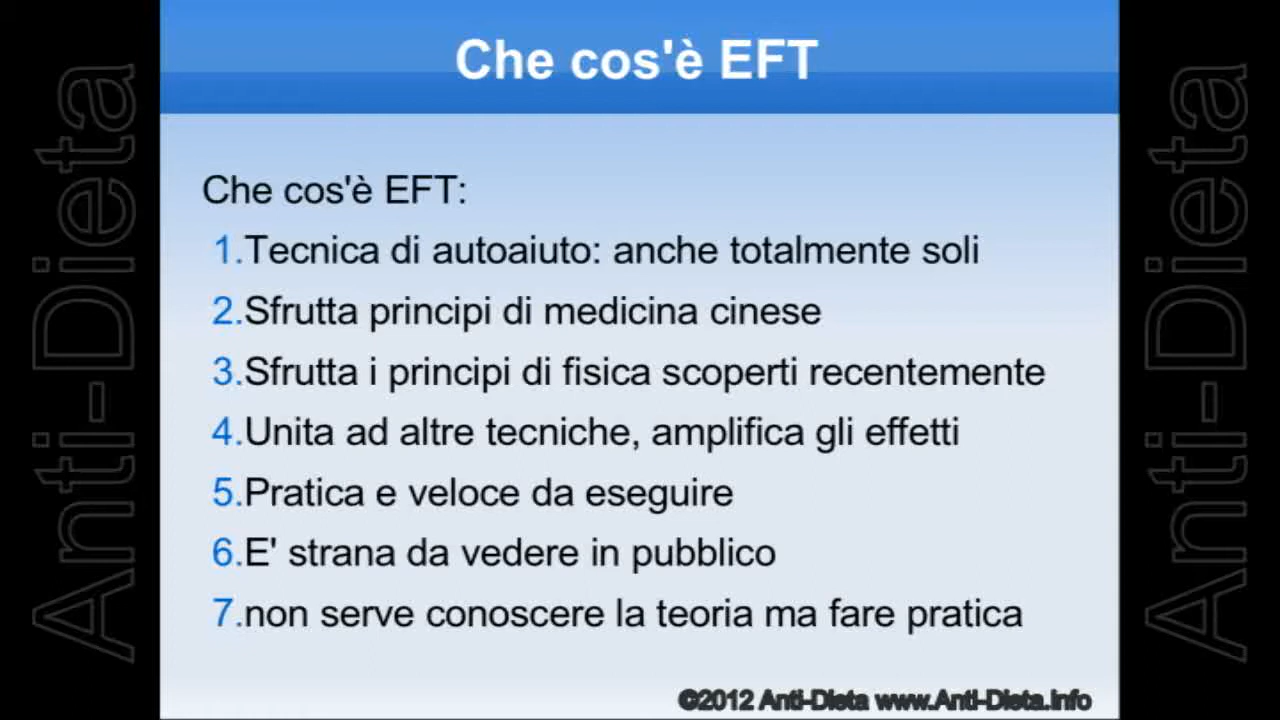 Che cos'è EFT
Che cos'è EFT:
1.Tecnica di autoaiuto: anche totalmente soli
2.Sfrutta principi di medicina cinese
3.Sfrutta i principi di fisica scoperti recentemente
4.Unita ad altre tecniche, amplifica gli effetti
5.Pratica e veloce da eseguire
6.E' strana da vedere in pubblico
7.non serve conoscere la teoria ma fare pratica
©2012 Anti-Dieta www.Anti-Dieta.info
Anti-Dieta
Anti-Dieta